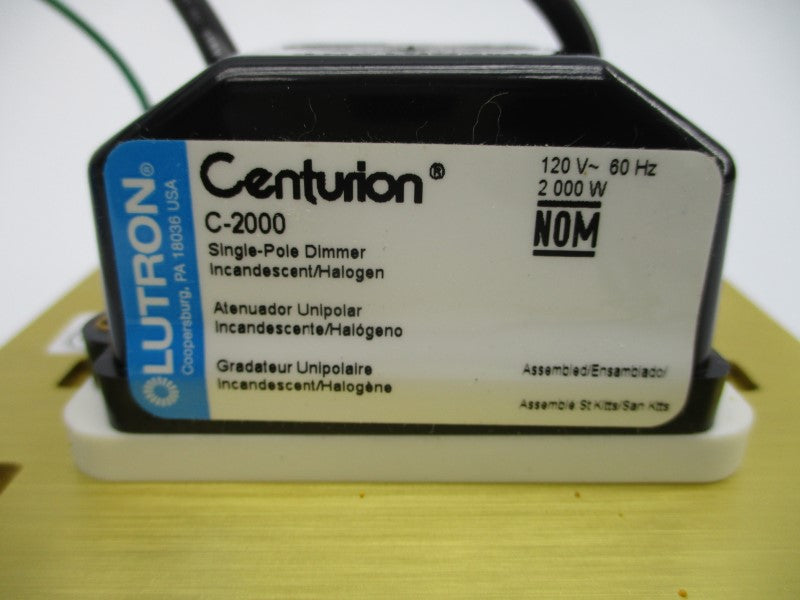 LUTRON®
Coopersburg, PA 18036 USA
Centurion®
C-2000
Single-Pole Dimmer
Incandescent/Halogen
Atenuador Unipolar
Incandescente/Halógeno
Gradateur Unipolaire
Incandescent/Halogène
120 V~ 60 Hz
2 000 W
NOM
Assembled/Ensamblado/
Assemblé St Kitts/San Kitts